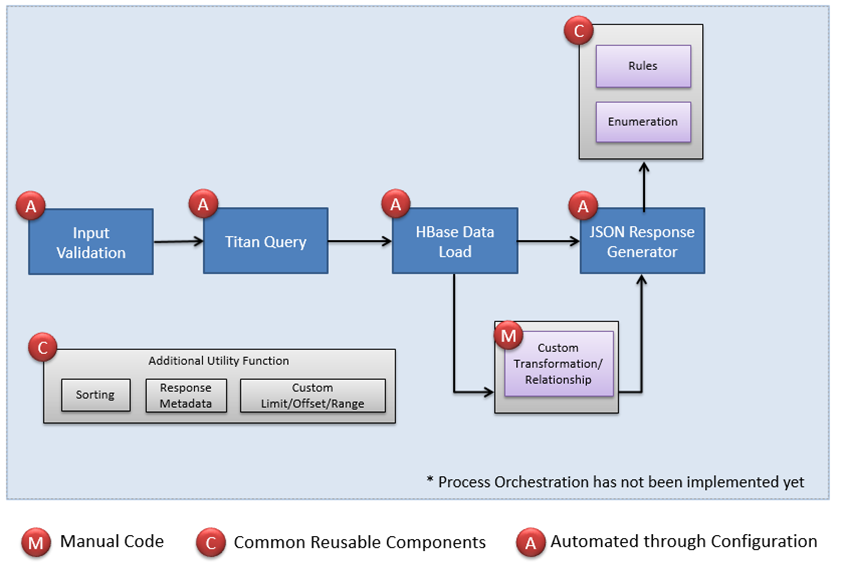 C
Rules
Enumeration
A
Input
Validation
A
Titan Query
A
HBase Data
Load
A
JSON Response
Generator
M
Custom
Transformation/
Relationship
C
Additional Utility Function
Sorting
Response
Metadata
Custom
Limit/Offset/Range
* Process Orchestration has not been implemented yet
M Manual Code
C Common Reusable Components
A Automated through Configuration